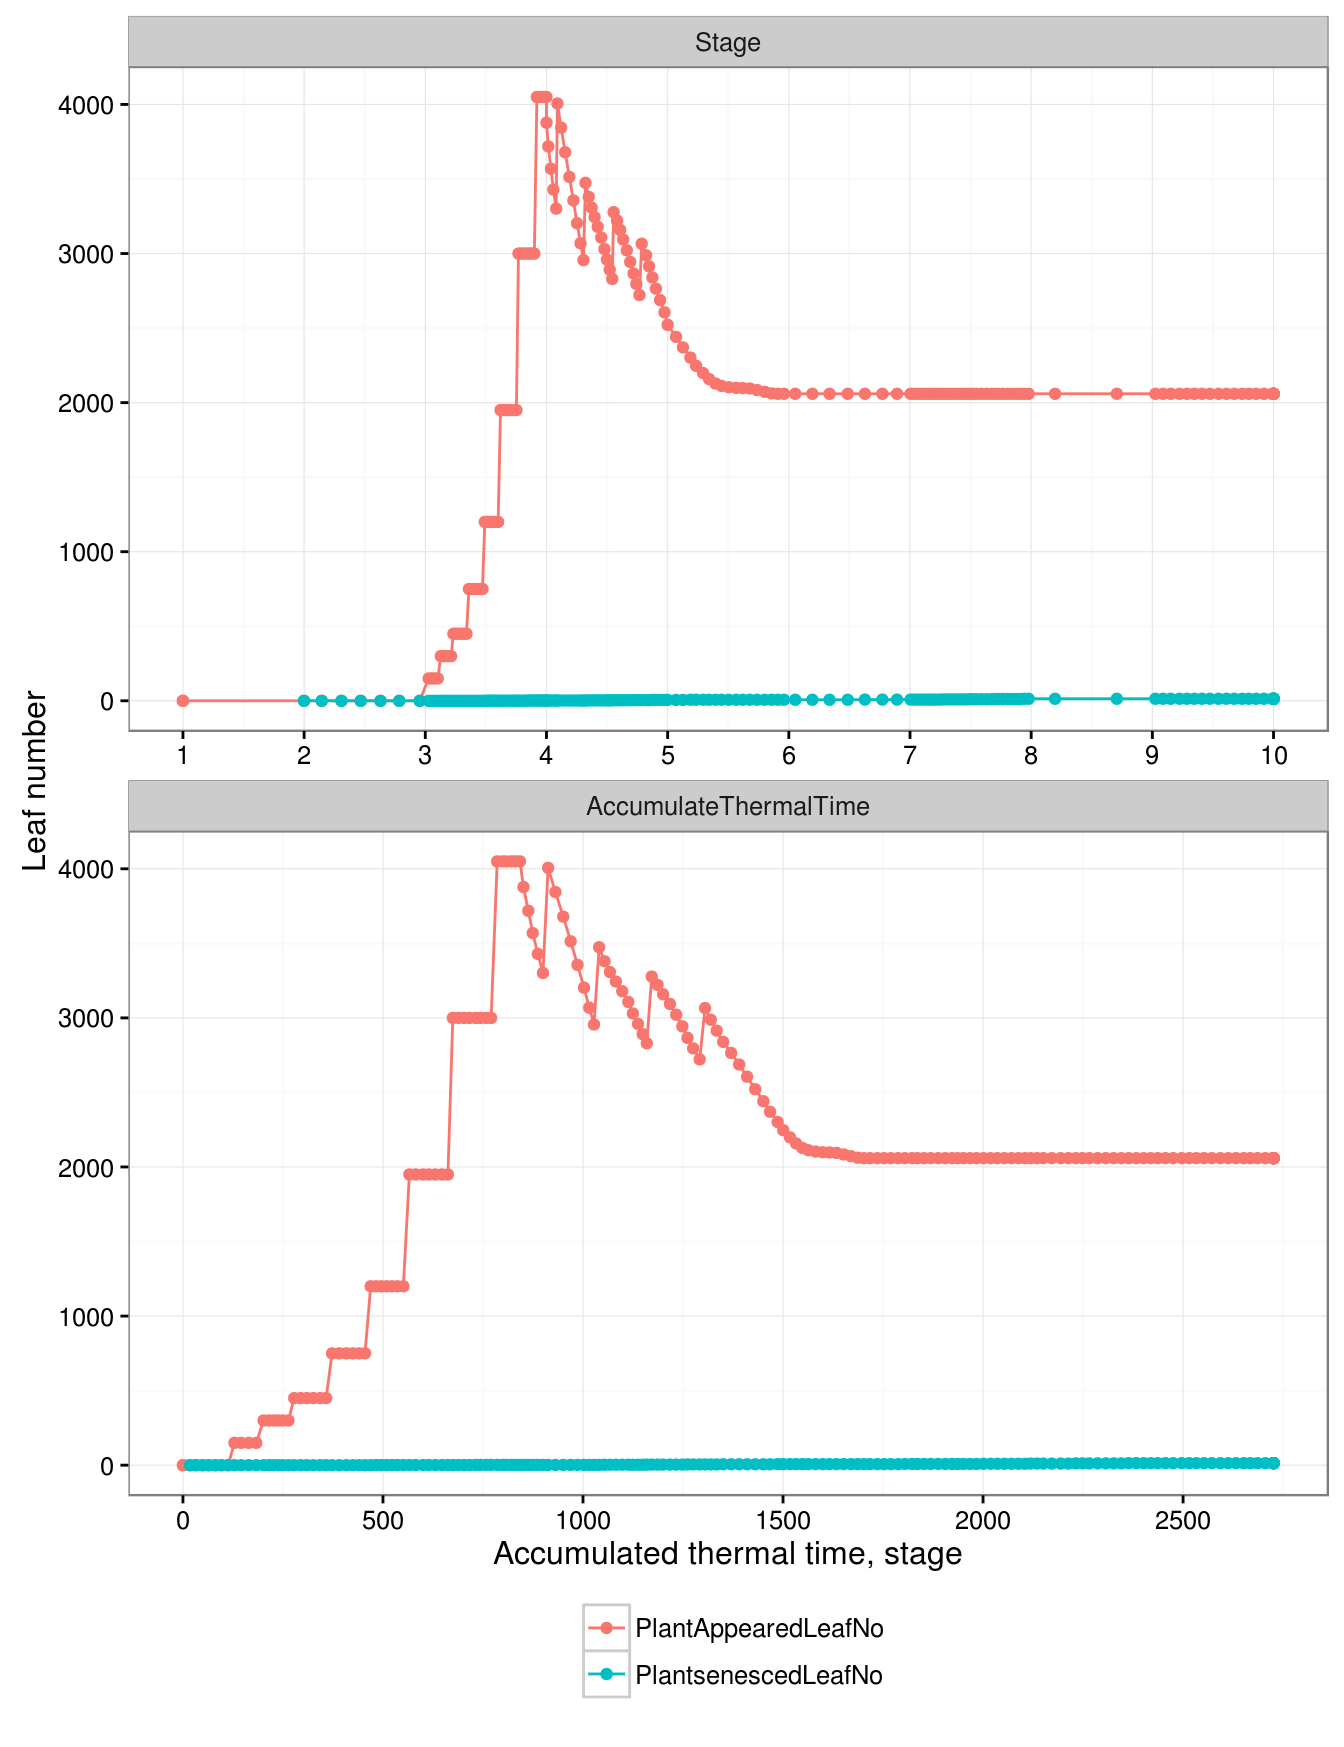 Stage
4000
3000
2000
1000
0
1 2 3 4 5 6 7 8 9 10
Leaf number
AccumulateThermalTime
4000
3000
2000
1000
0
0 500 1000 1500 2000 2500
Accumulated thermal time, stage
PlantAppearedLeafNo
PlantsenescedLeafNo